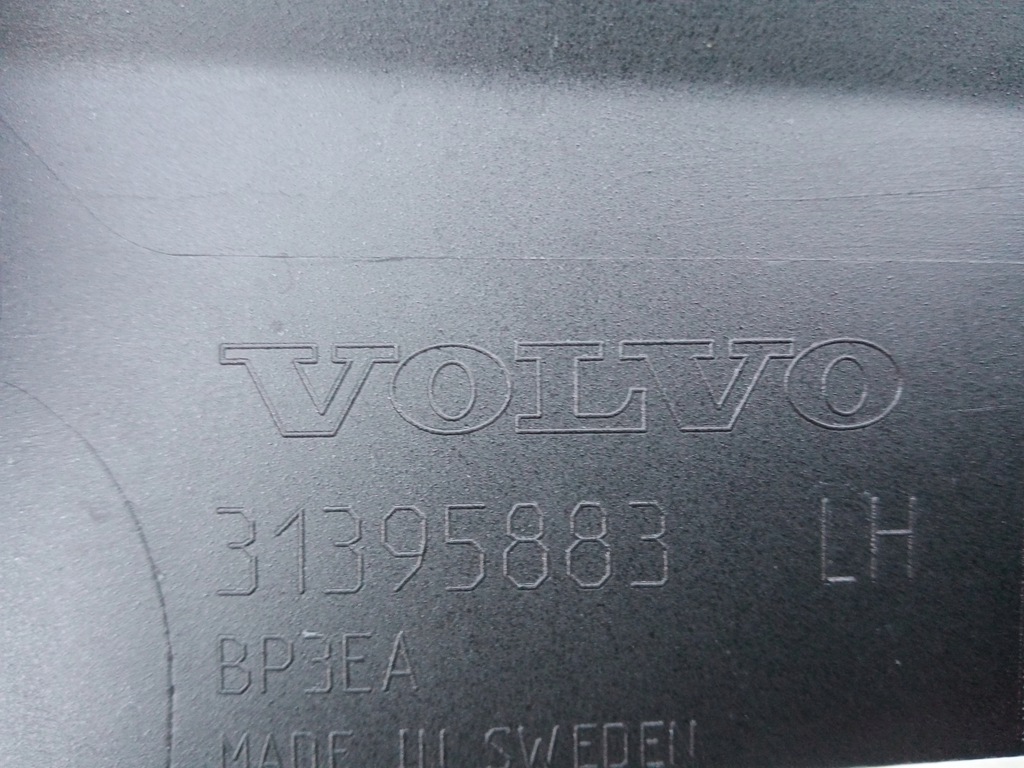 VOLVO
31395883 LH
BP3EA
MADE IN SWEDEN